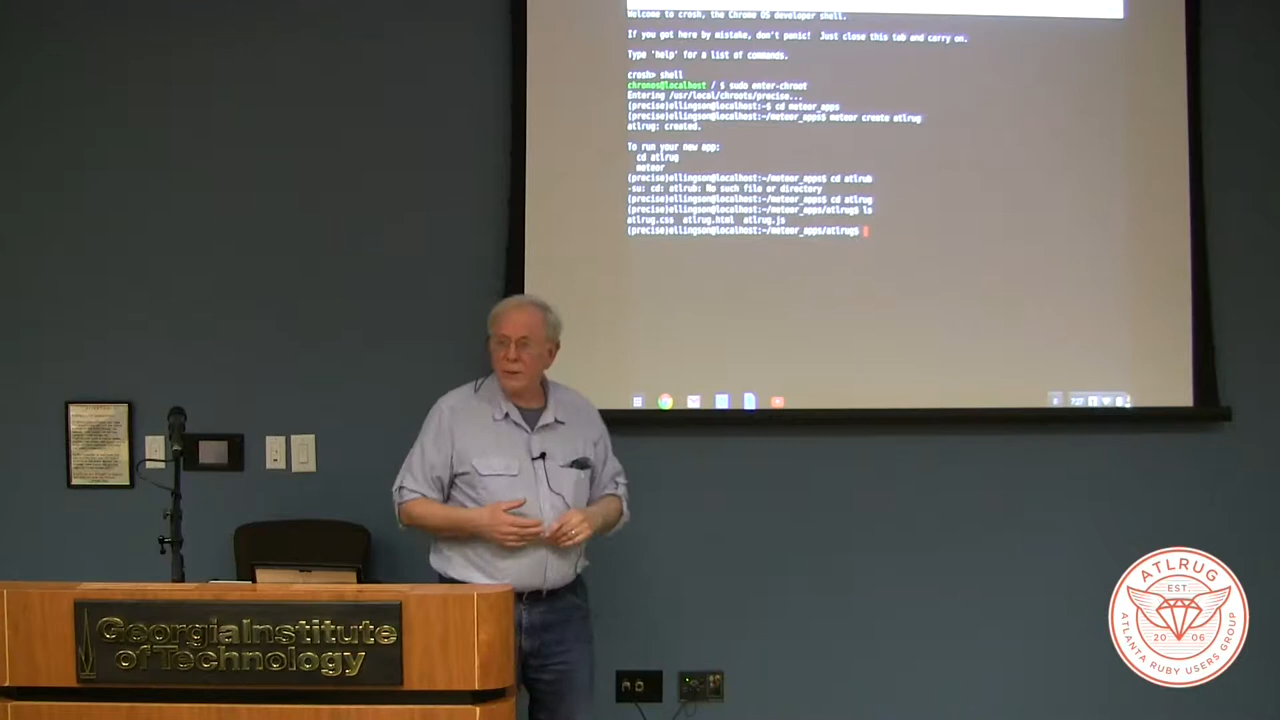 Welcome to crosh, the Chrome OS developer shell.
If you got here by mistake, don't panic! Just close this tab and carry on.
Type 'help' for a list of commands.
crosh> shell
chronos@localhost / $ sudo enter-chroot
Entering /usr/local/chroots/precise...
(precise)ellingson@localhost:~$ cd meteor_apps
(precise)ellingson@localhost:~/meteor_apps$ meteor create atlrug
atlrug: created.
To run your new app:
cd atlrug
meteor
(precise)ellingson@localhost:~/meteor_apps$ cd atlrub
-su: cd: atlrub: No such file or directory
(precise)ellingson@localhost:~/meteor_apps$ cd atlrug
(precise)ellingson@localhost:~/meteor_apps/atlrug$ ls
atlrug.css atlrug.html atlrug.js
(precise)ellingson@localhost:~/meteor_apps/atlrug$
7:27
Georgia Institute
of Technology
ATLRUG
EST.
20 06
ATLANTA RUBY USERS GROUP